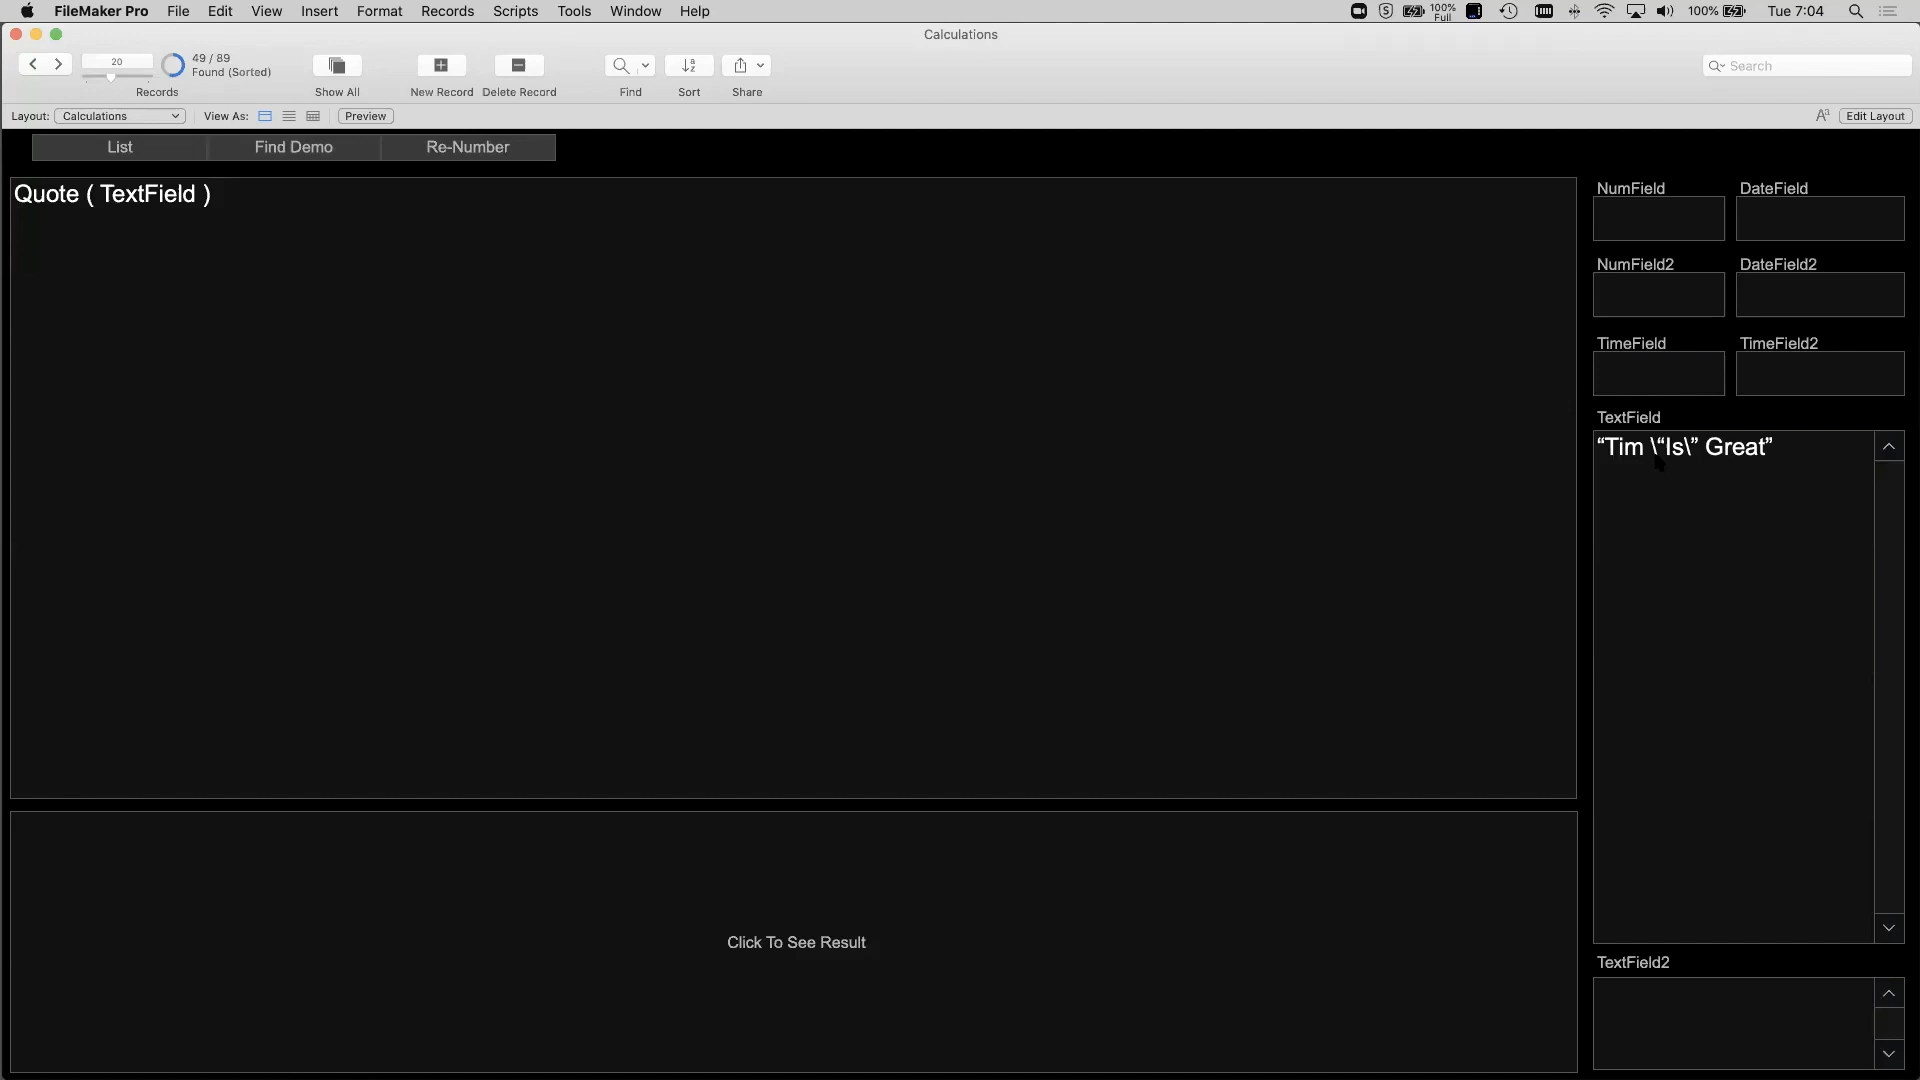 FileMaker Pro File Edit View Insert Format Records Scripts Tools Window Help 100% Full 100% Tue 7:04
Calculations
20 49 / 89
Found (Sorted)
Search
Records Show All New Record Delete Record Find Sort Share
Layout: Calculations View As: Preview Edit Layout
List Find Demo Re-Number
Quote ( TextField )
NumField DateField
NumField2 DateField2
TimeField TimeField2
TextField
“Tim \“Is\” Great”
Click To See Result
TextField2